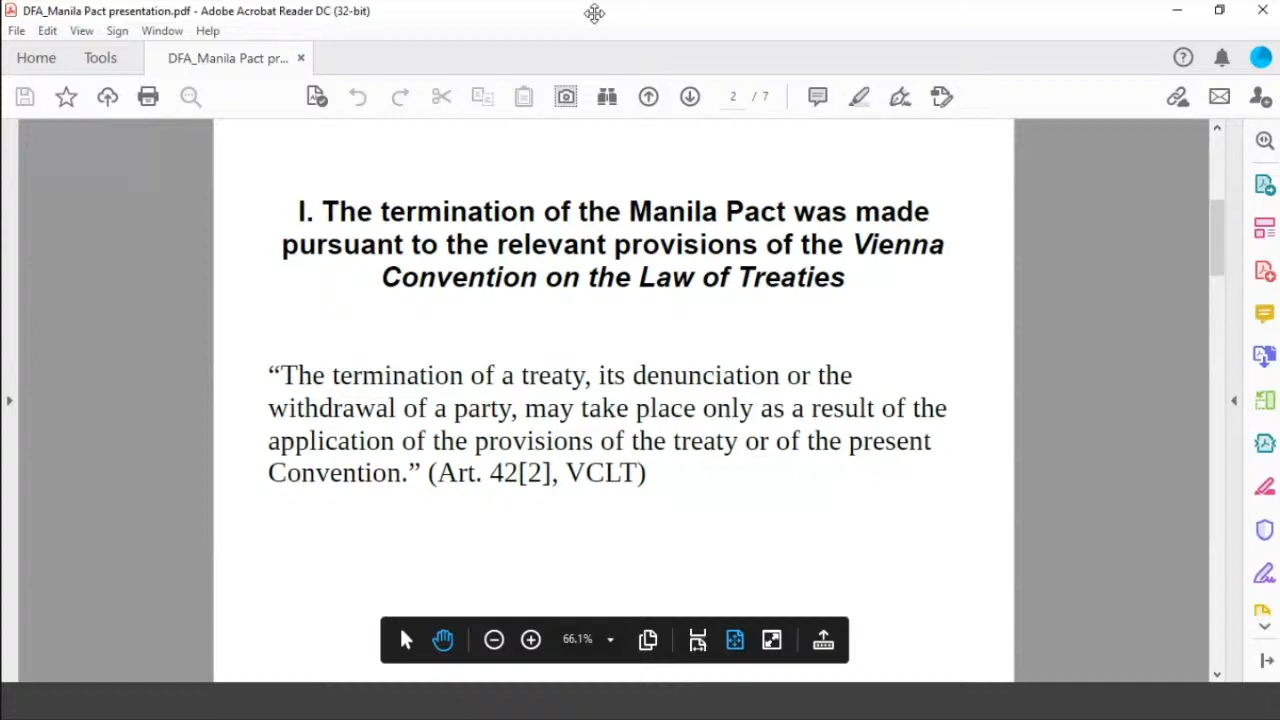 DFA_Manila Pact presentation.pdf - Adobe Acrobat Reader DC (32-bit)
File Edit View Sign Window Help
Home Tools DFA_Manila Pact pr... ×
2 / 7
I. The termination of the Manila Pact was made
pursuant to the relevant provisions of the Vienna
Convention on the Law of Treaties
“The termination of a treaty, its denunciation or the
withdrawal of a party, may take place only as a result of the
application of the provisions of the treaty or of the present
Convention.” (Art. 42[2], VCLT)
66.1%